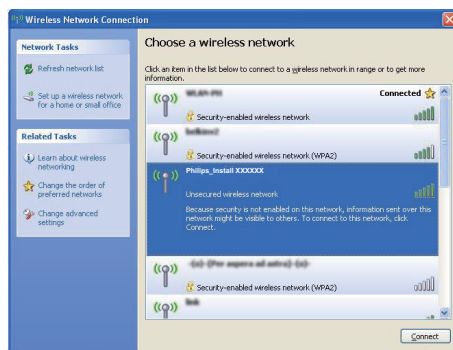 Wireless Network Connection
Network Tasks
Refresh network list
Set up a wireless network
for a home or small office
Related Tasks
Learn about wireless
networking
Change the order of
preferred networks
Change advanced
settings
Choose a wireless network
Click an item in the list below to connect to a wireless network in range or to get more
information.
Connected
Security-enabled wireless network
Security-enabled wireless network (WPA2)
Philips_Install XXXXXX
Unsecured wireless network
Because security is not enabled on this network, information sent over this
network might be visible to others. To connect to this network, click
Connect.
Security-enabled wireless network (WPA2)
Connect